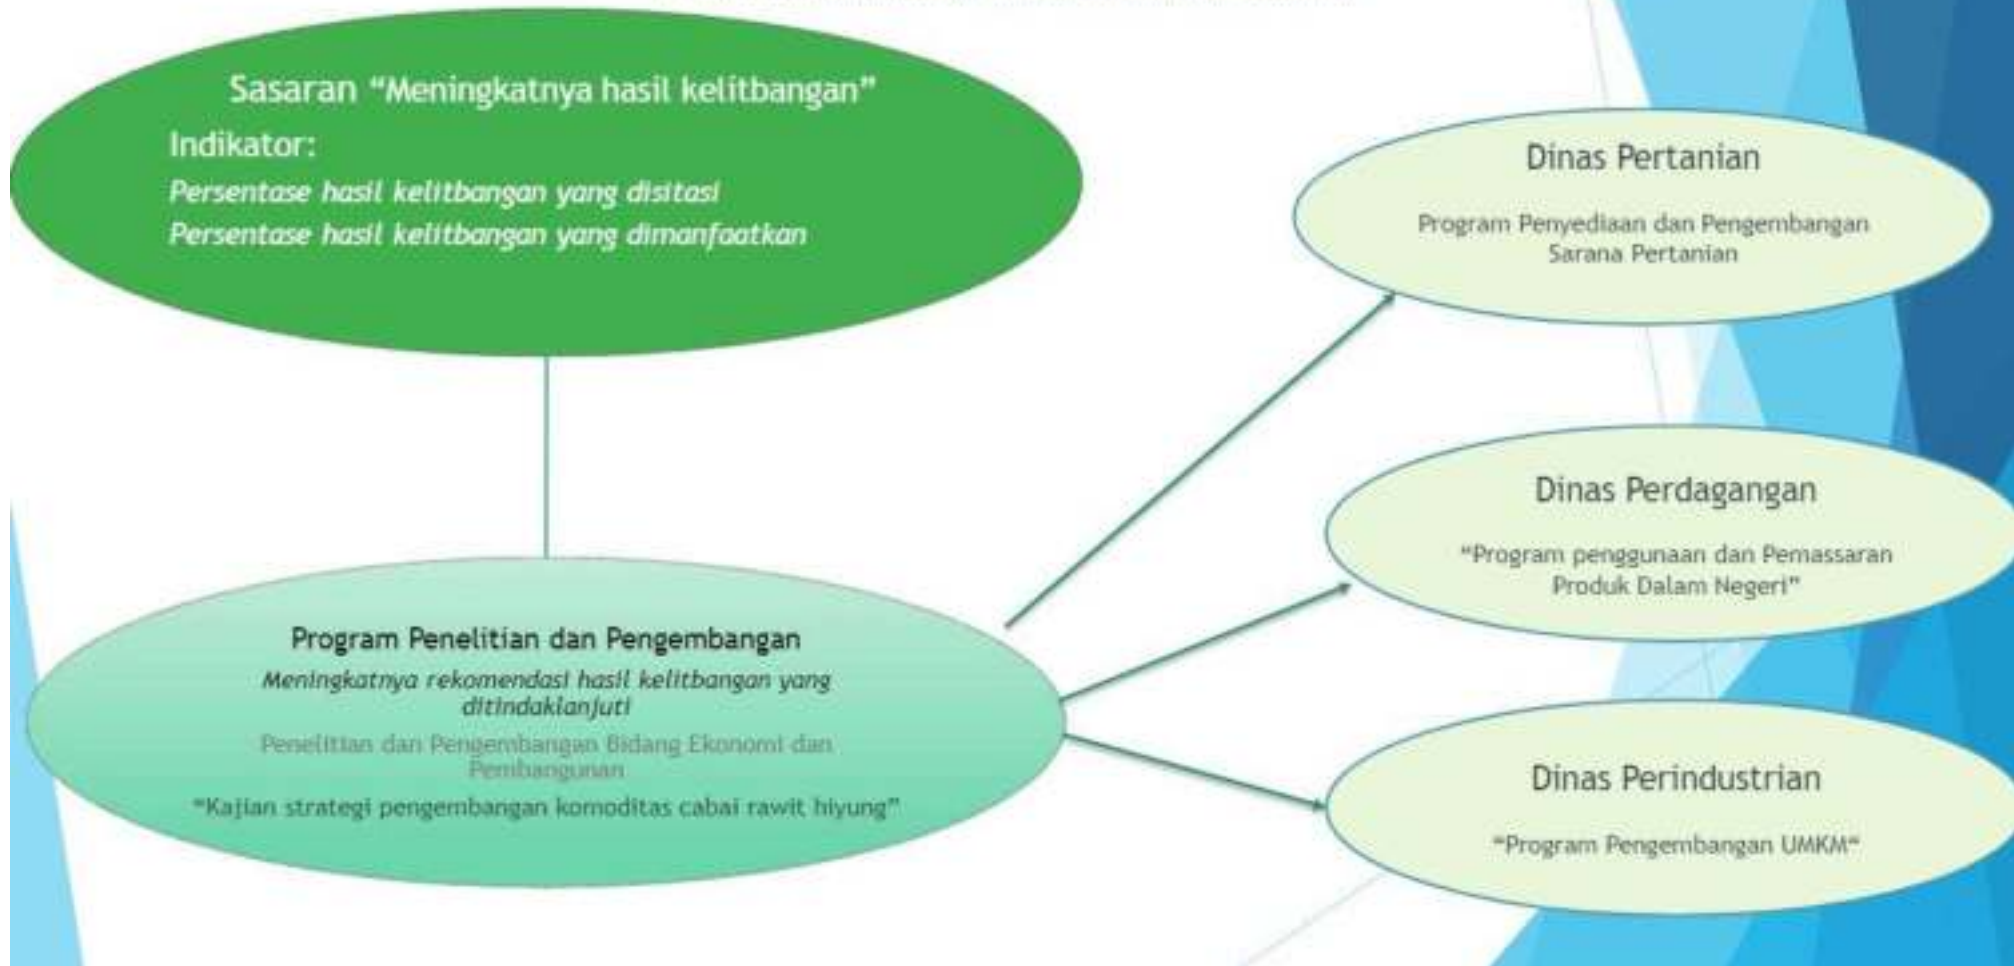 Sasaran “Meningkatnya hasil kelitbangan”
Indikator:
Persentase hasil kelitbangan yang disitasi
Persentase hasil kelitbangan yang dimanfaatkan
Program Penelitian dan Pengembangan
Meningkatnya rekomendasi hasil kelitbangan yang
ditindaklanjuti
Penelitian dan Pengembangan Bidang Ekonomi dan
Pembangunan
“Kajian strategi pengembangan komoditas cabai rawit hiyung”
Dinas Pertanian
Program Penyediaan dan Pengembangan
Sarana Pertanian
Dinas Perdagangan
“Program penggunaan dan Pemassaran
Produk Dalam Negeri”
Dinas Perindustrian
“Program Pengembangan UMKM“